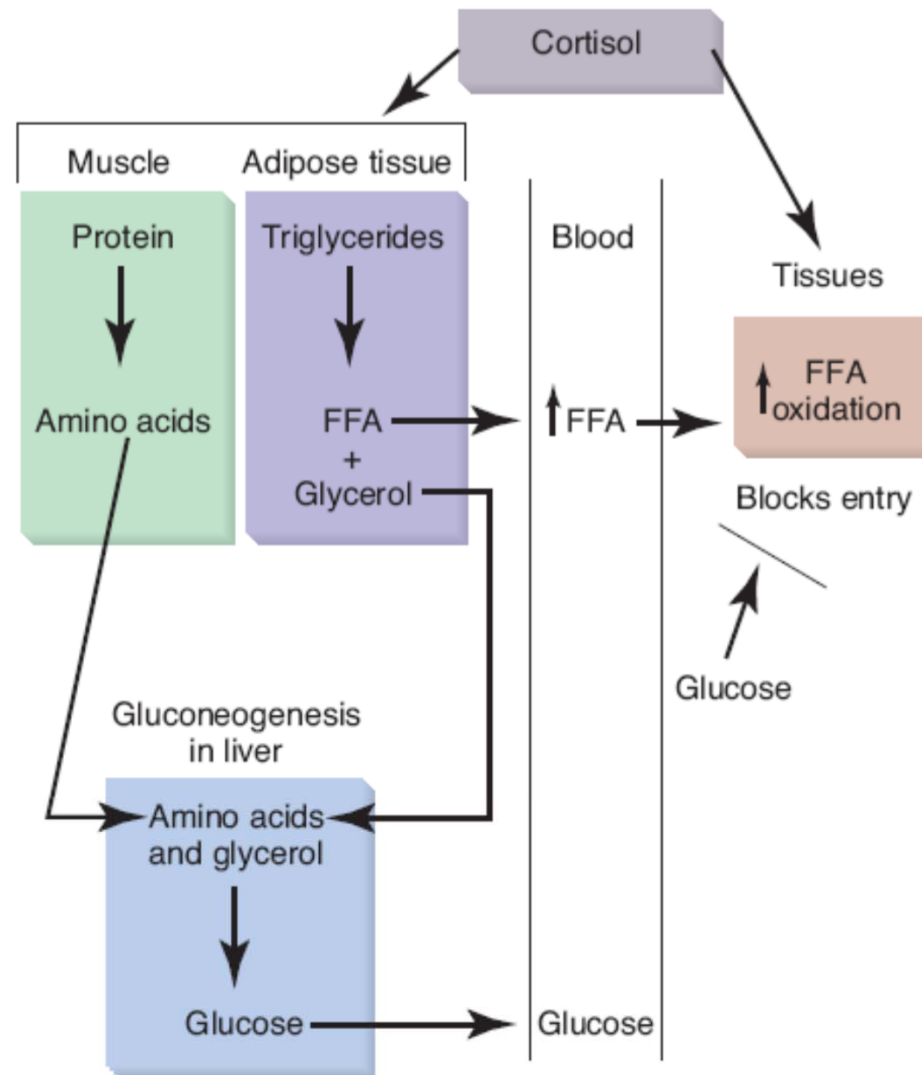 Cortisol
Muscle
Adipose tissue
Protein
Triglycerides
Blood
Tissues
Amino acids
FFA
+
Glycerol
FFA
FFA
oxidation
Blocks entry
Glucose
Gluconeogenesis
in liver
Amino acids
and glycerol
Glucose
Glucose